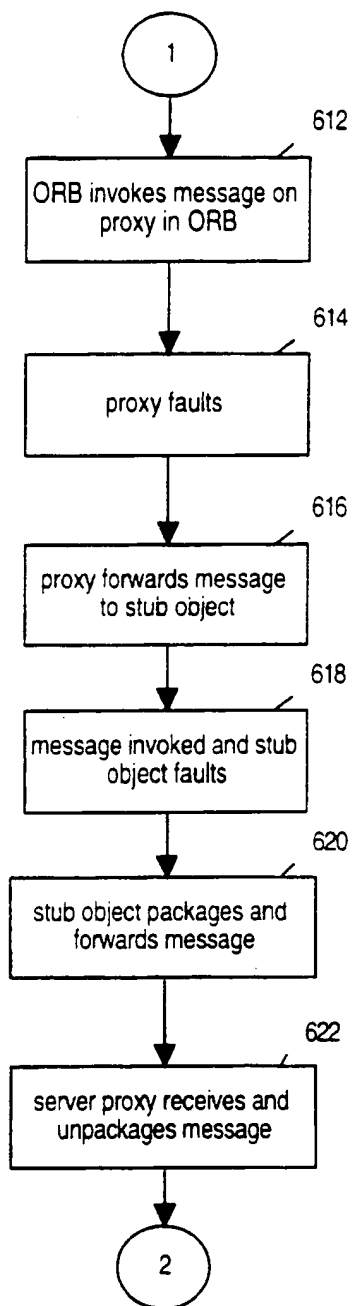 1
612
ORB invokes message on
proxy in ORB
614
proxy faults
616
proxy forwards message
to stub object
618
message invoked and stub
object faults
620
stub object packages and
forwards message
622
server proxy receives and
unpackages message
2